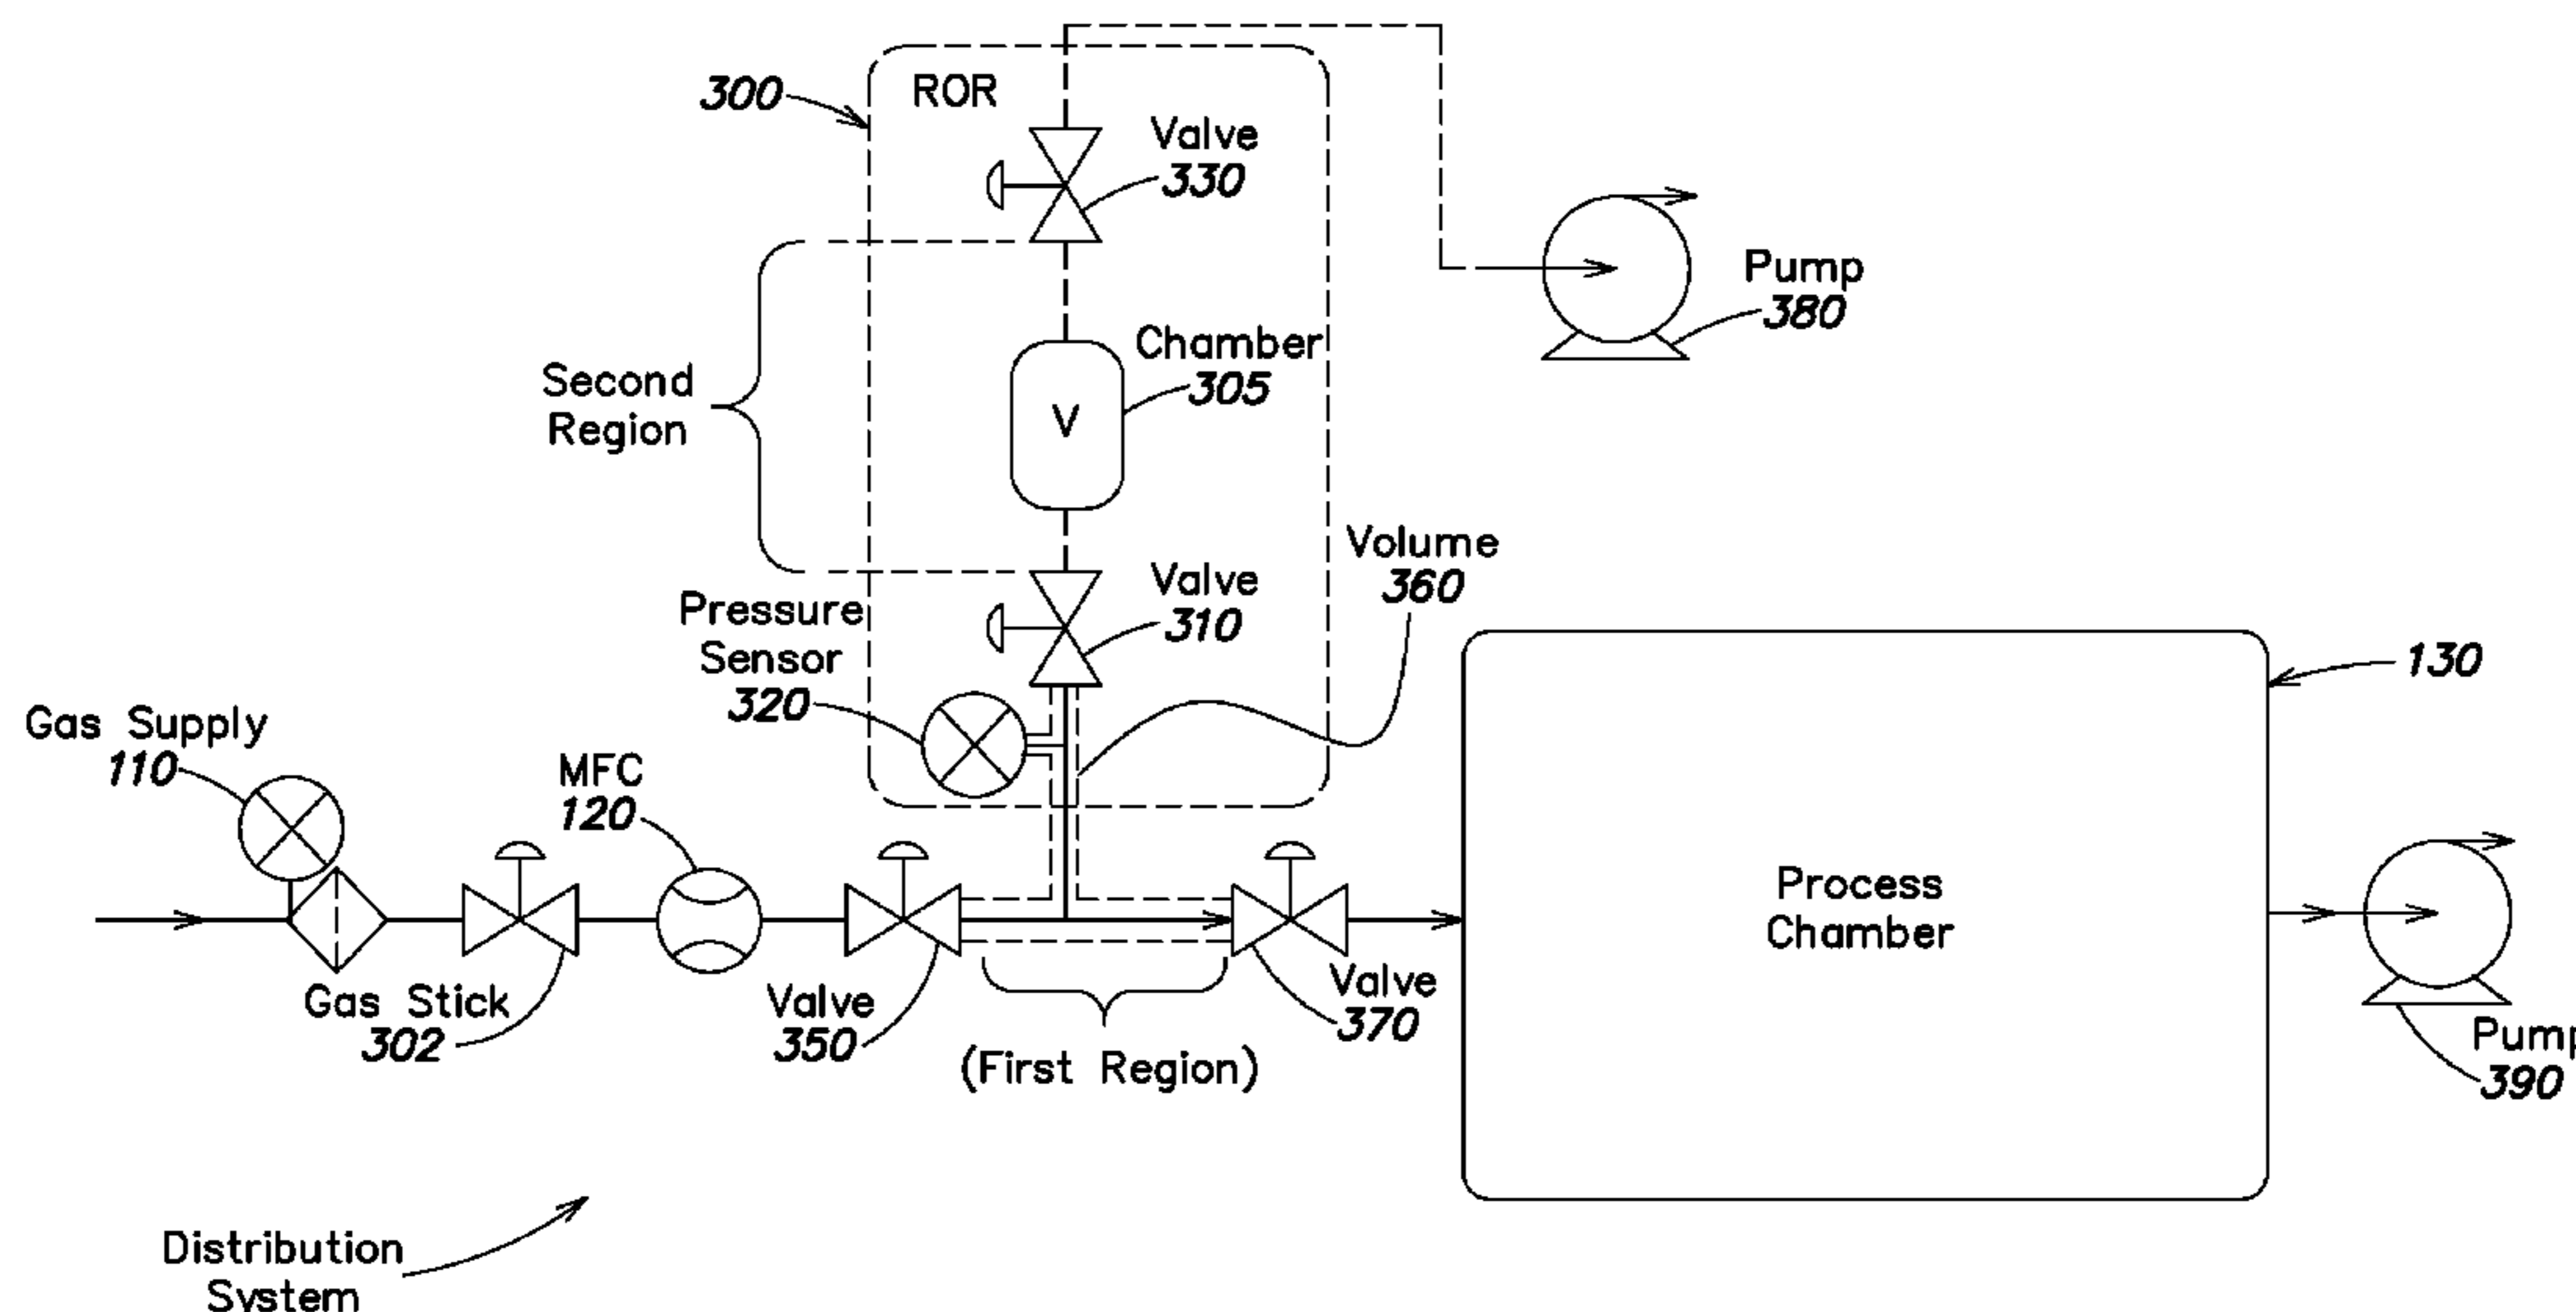 300
ROR
Valve
330
Pump
380
Chamber
305
V
Second
Region
Volume
360
Valve
310
Pressure
Sensor
320
130
Gas Supply
110
MFC
120
Process
Chamber
Gas Stick
302
Valve
350
Valve
370
(First Region)
Pump
390
Distribution
System